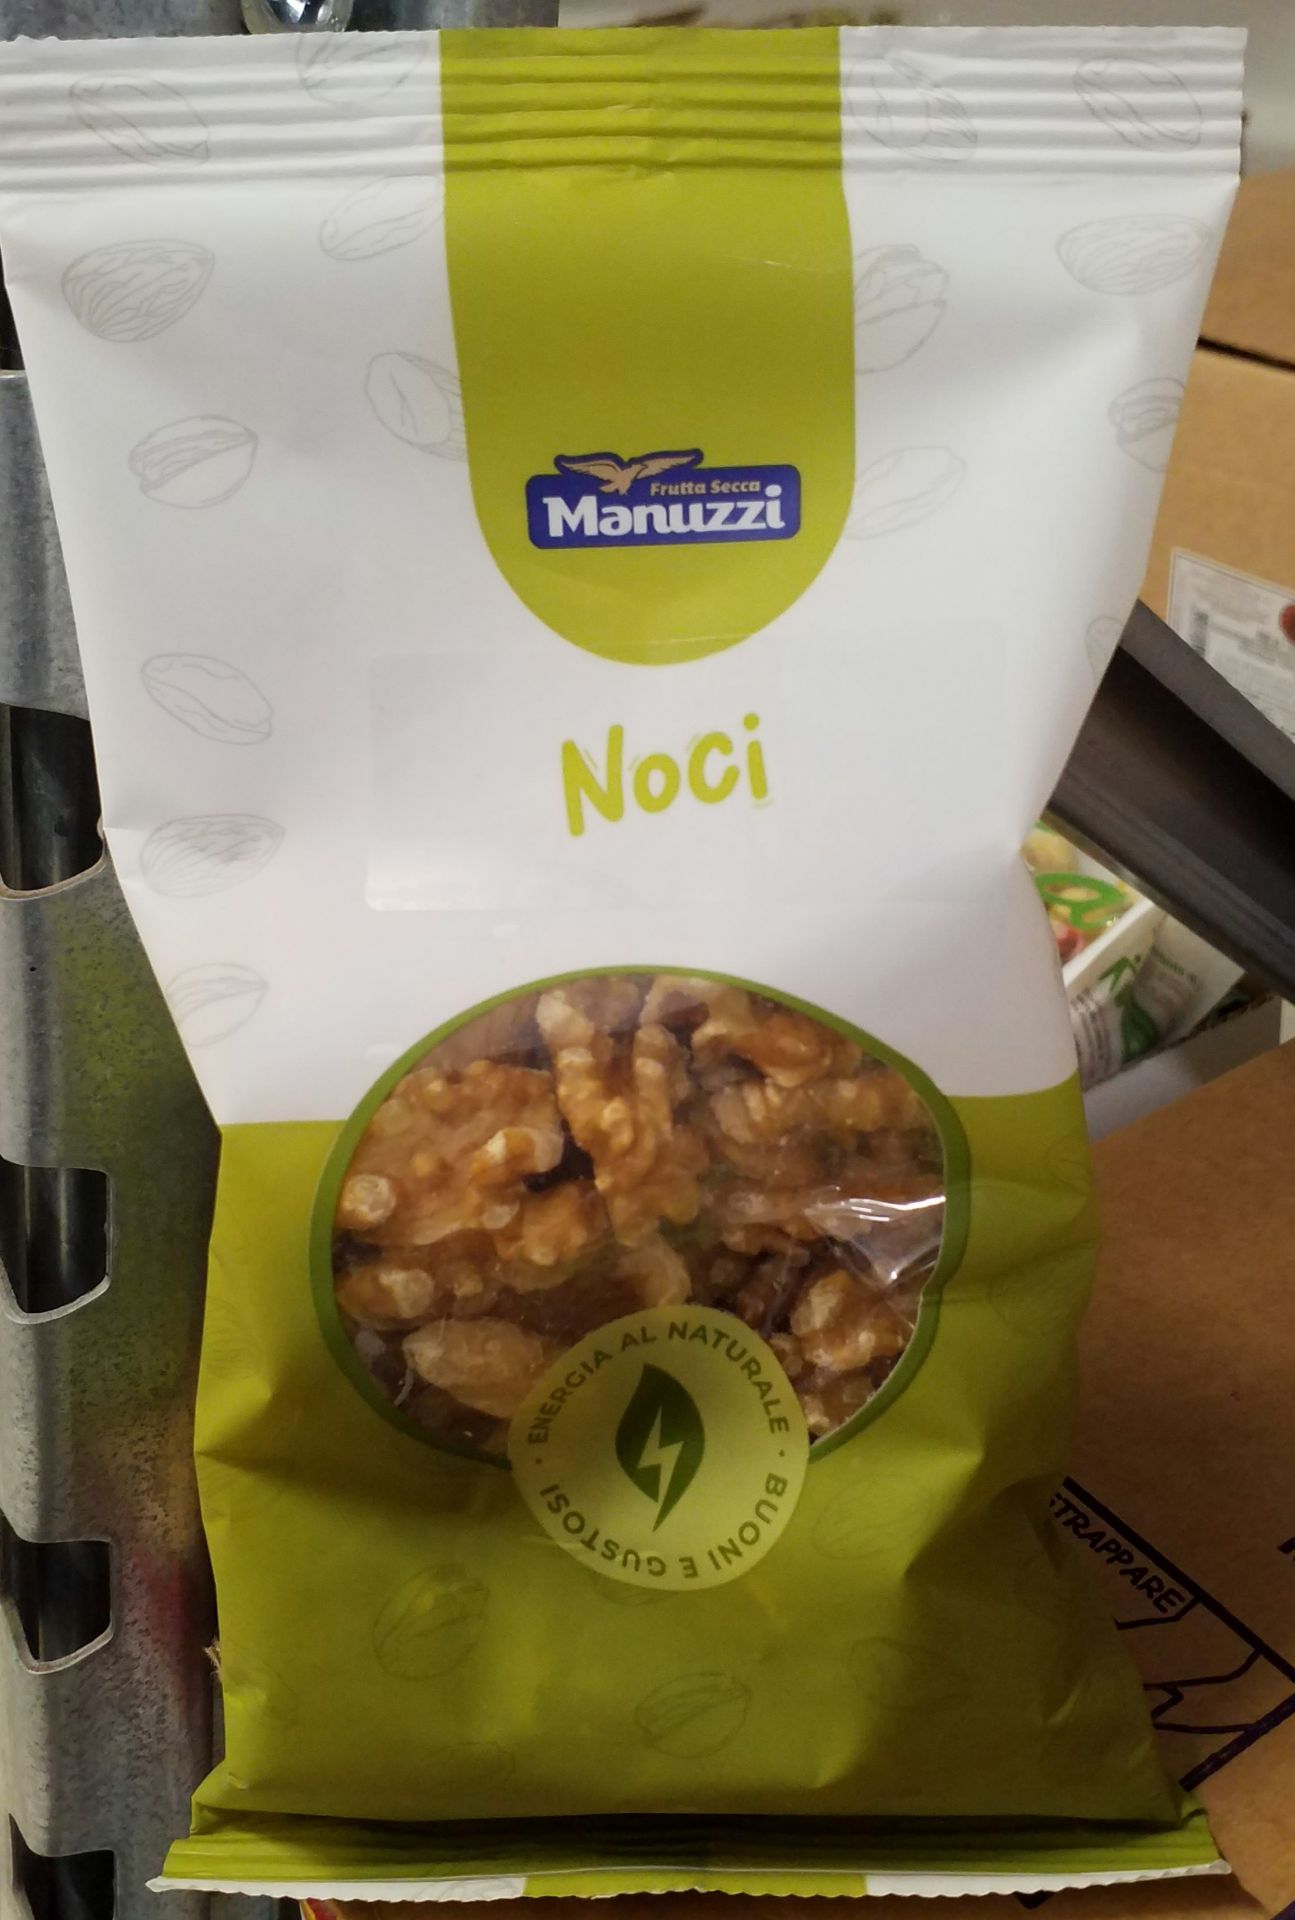 Frutta Secca
Manuzzi
Noci
ENERGIA AL NATURALE · BUONI E GUSTOSI ·
STRAPPARE